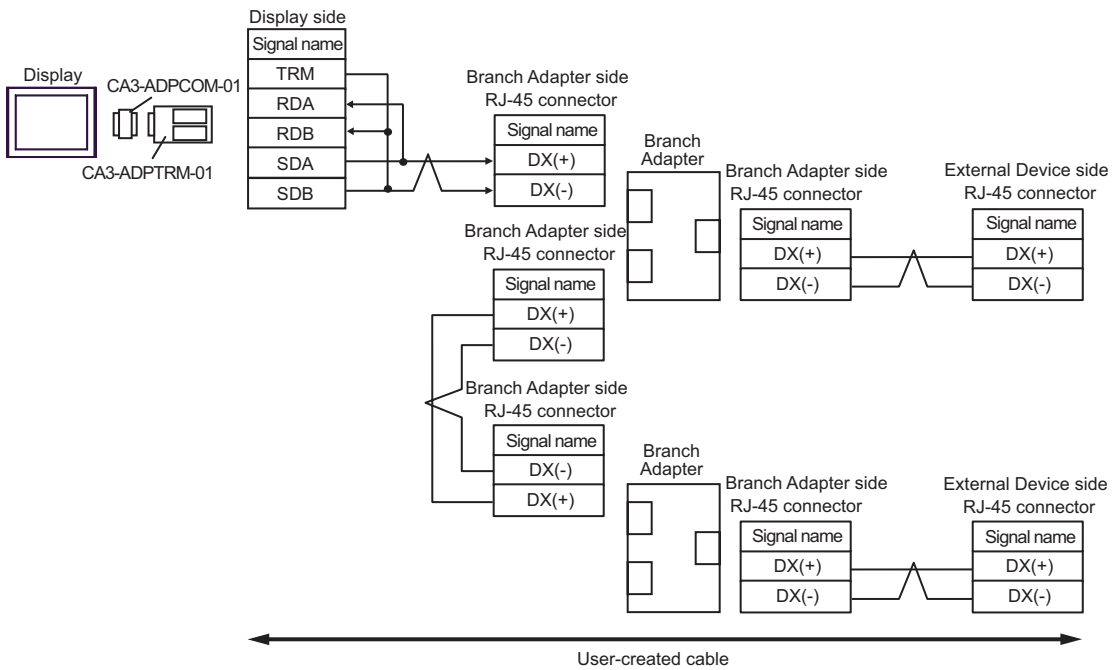 Display
CA3-ADPCOM-01
CA3-ADPTRM-01
Display side
Signal name
TRM
RDA
RDB
SDA
SDB
Branch Adapter side
RJ-45 connector
Signal name
DX(+)
DX(-)
Branch
Adapter
Branch Adapter side
RJ-45 connector
Signal name
DX(+)
DX(-)
External Device side
RJ-45 connector
Signal name
DX(+)
DX(-)
Branch Adapter side
RJ-45 connector
Signal name
DX(+)
DX(-)
Branch Adapter side
RJ-45 connector
Signal name
DX(-)
DX(+)
Branch
Adapter
Branch Adapter side
RJ-45 connector
Signal name
DX(+)
DX(-)
External Device side
RJ-45 connector
Signal name
DX(+)
DX(-)
User-created cable